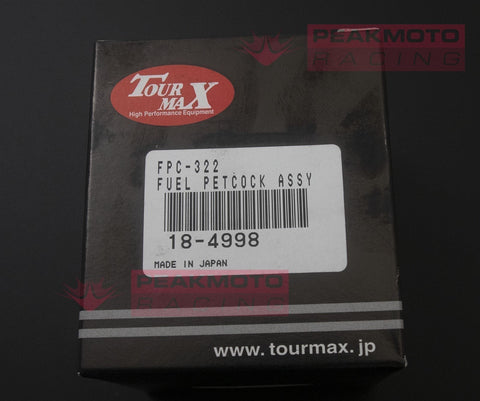 PEAKMOTO
RACING
TOUR
MAX
High Performance Equipment
FPC-322
FUEL PETCOCK ASSY
18-4998
MADE IN JAPAN
PEAKMOTO
RACING
www.tourmax.jp